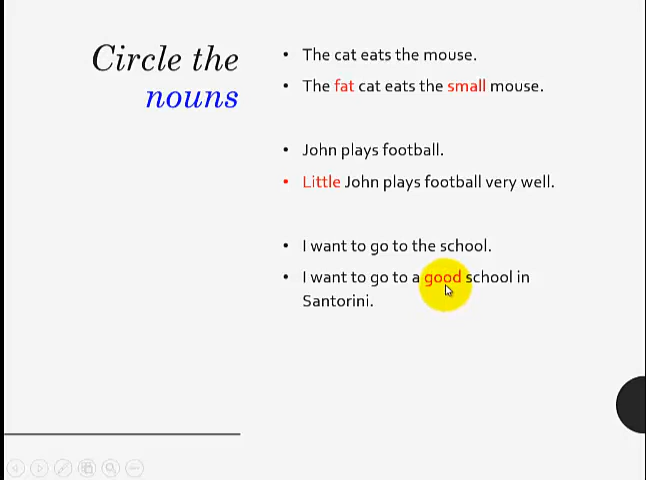 Circle the
nouns
• The cat eats the mouse.
• The fat cat eats the small mouse.
• John plays football.
• Little John plays football very well.
• I want to go to the school.
• I want to go to a good school in
Santorini.